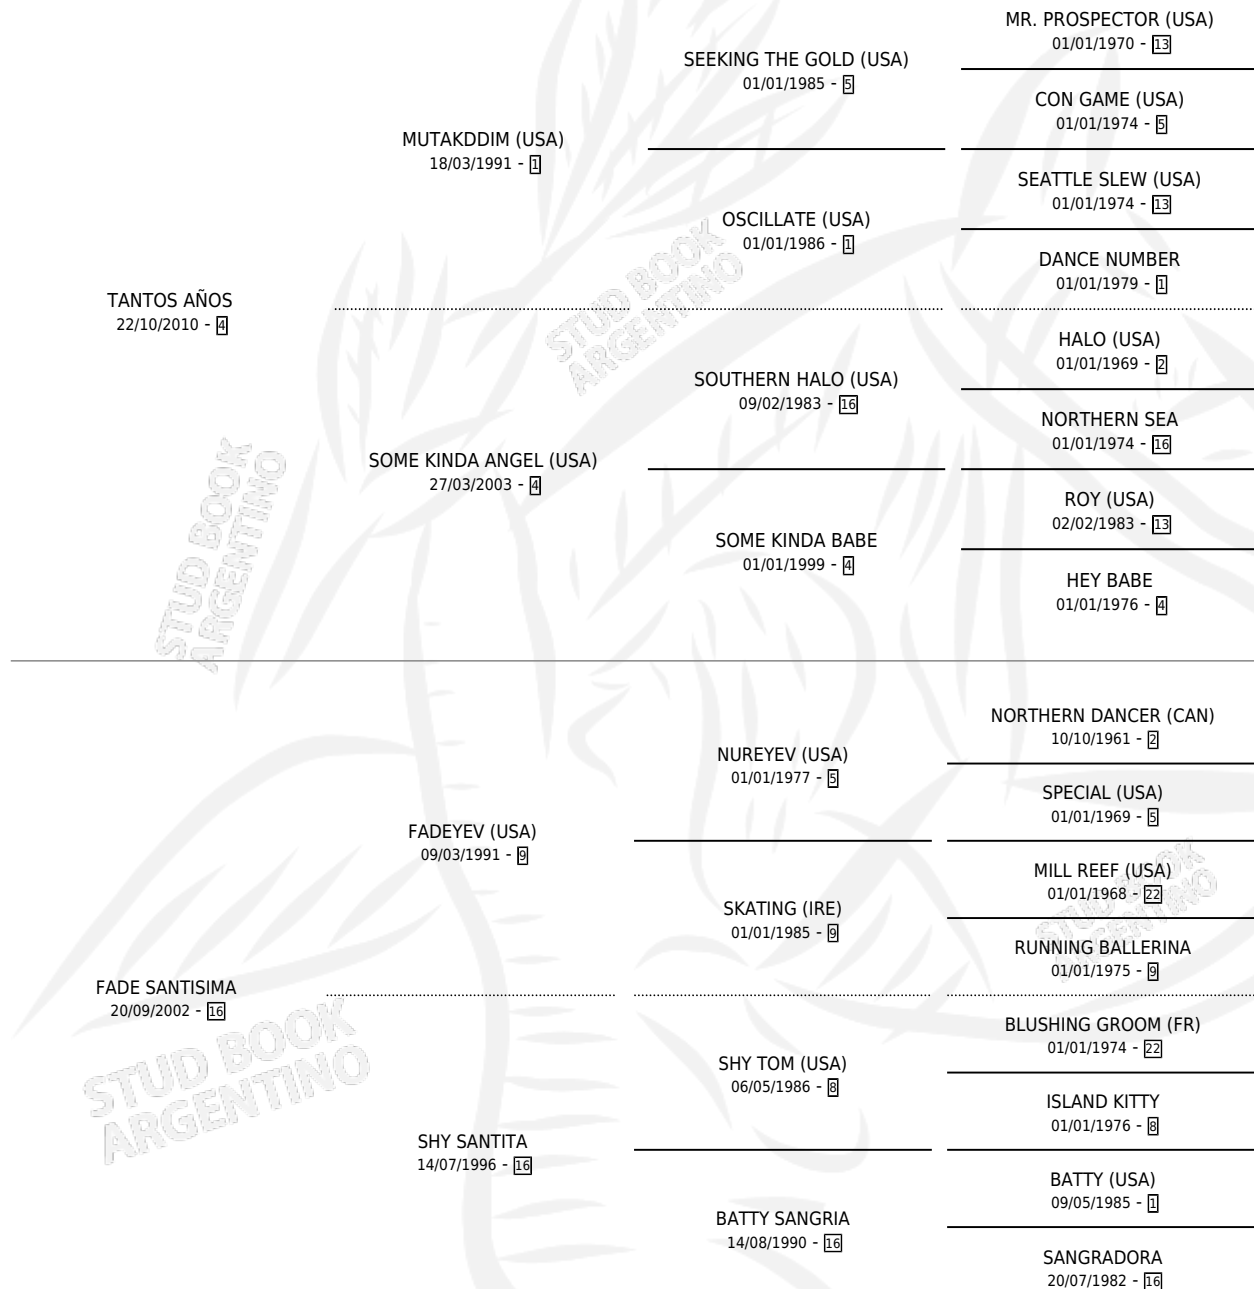 MR. PROSPECTOR (USA)
01/01/1970 - 13
SEEKING THE GOLD (USA)
01/01/1985 - 5
CON GAME (USA)
01/01/1974 - 5
MUTAKDDIM (USA)
18/03/1991 - 1
SEATTLE SLEW (USA)
01/01/1974 - 13
OSCILLATE (USA)
01/01/1986 - 1
DANCE NUMBER
01/01/1979 - 1
TANTOS AÑOS
22/10/2010 - 4
HALO (USA)
01/01/1969 - 2
SOUTHERN HALO (USA)
09/02/1983 - 16
NORTHERN SEA
01/01/1974 - 16
SOME KINDA ANGEL (USA)
27/03/2003 - 4
ROY (USA)
02/02/1983 - 13
SOME KINDA BABE
01/01/1999 - 4
HEY BABE
01/01/1976 - 4
NORTHERN DANCER (CAN)
10/10/1961 - 2
NUREYEV (USA)
01/01/1977 - 5
SPECIAL (USA)
01/01/1969 - 5
FADEYEV (USA)
09/03/1991 - 9
MILL REEF (USA)
01/01/1968 - 22
SKATING (IRE)
01/01/1985 - 9
RUNNING BALLERINA
01/01/1975 - 9
FADE SANTISIMA
20/09/2002 - 16
BLUSHING GROOM (FR)
01/01/1974 - 22
SHY TOM (USA)
06/05/1986 - 8
ISLAND KITTY
01/01/1976 - 8
SHY SANTITA
14/07/1996 - 16
BATTY (USA)
09/05/1985 - 1
BATTY SANGRIA
14/08/1990 - 16
SANGRADORA
20/07/1982 - 16
STUD BOOK
ARGENTINO
STUD BOOK
ARGENTINO
STUD BOOK
ARGENTINO
STUD BOOK
ARGENTINO